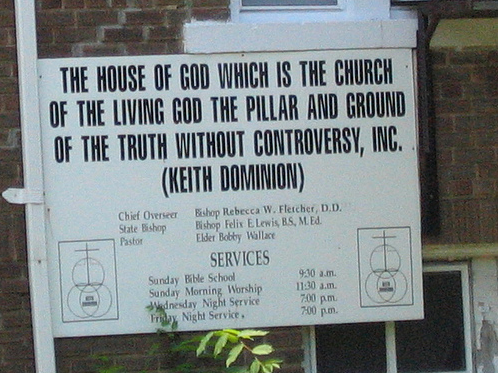 THE HOUSE OF GOD WHICH IS THE CHURCH
OF THE LIVING GOD THE PILLAR AND GROUND
OF THE TRUTH WITHOUT CONTROVERSY, INC.
(KEITH DOMINION)
Chief Overseer Bishop Rebecca W. Fletcher, D.D.
State Bishop Bishop Felix E. Lewis, B.S., M.Ed.
Pastor Elder Bobby Wallace
SERVICES
Sunday Bible School 9:30 a.m.
Sunday Morning Worship 11:30 a.m.
Wednesday Night Service 7:00 p.m.
Friday Night Service 7:00 p.m.